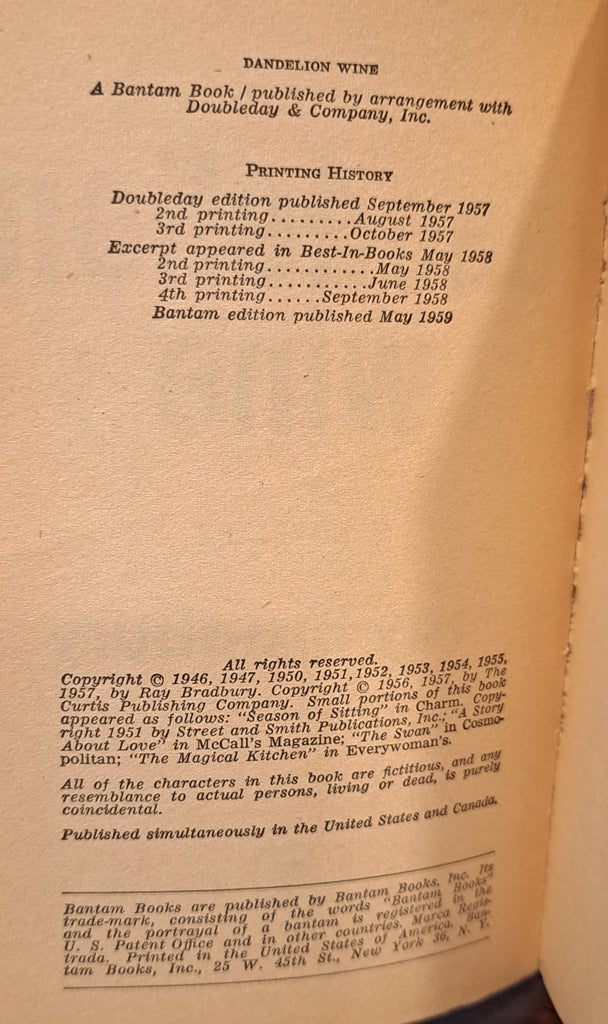 DANDELION WINE
A Bantam Book / published by arrangement with
Doubleday & Company, Inc.
PRINTING HISTORY
Doubleday edition published September 1957
2nd printing.........August 1957
3rd printing.........October 1957
Excerpt appeared in Best-In-Books May 1958
2nd printing............May 1958
3rd printing...........June 1958
4th printing......September 1958
Bantam edition published May 1959
All rights reserved.
Copyright © 1946, 1947, 1950, 1951, 1952, 1953, 1954, 1955,
1957, by Ray Bradbury. Copyright © 1956, 1957, by The
Curtis Publishing Company. Small portions of this book
appeared as follows: "Season of Sitting" in Charm. Copy-
right 1951 by Street and Smith Publications, Inc.; "A Story
About Love" in McCall's Magazine; "The Swan" in Cosmo-
politan; "The Magical Kitchen" in Everywoman's.
All of the characters in this book are fictitious, and any
resemblance to actual persons, living or dead, is purely
coincidental.
Published simultaneously in the United States and Canada.
Bantam Books are published by Bantam Books, Inc. Its
trade-mark, consisting of the words "Bantam Books"
and the portrayal of a bantam is registered in the
U. S. Patent Office and in other countries. Marca Regis-
trada. Printed in the United States of America. Ban-
tam Books, Inc., 25 W. 45th St., New York 36, N. Y.